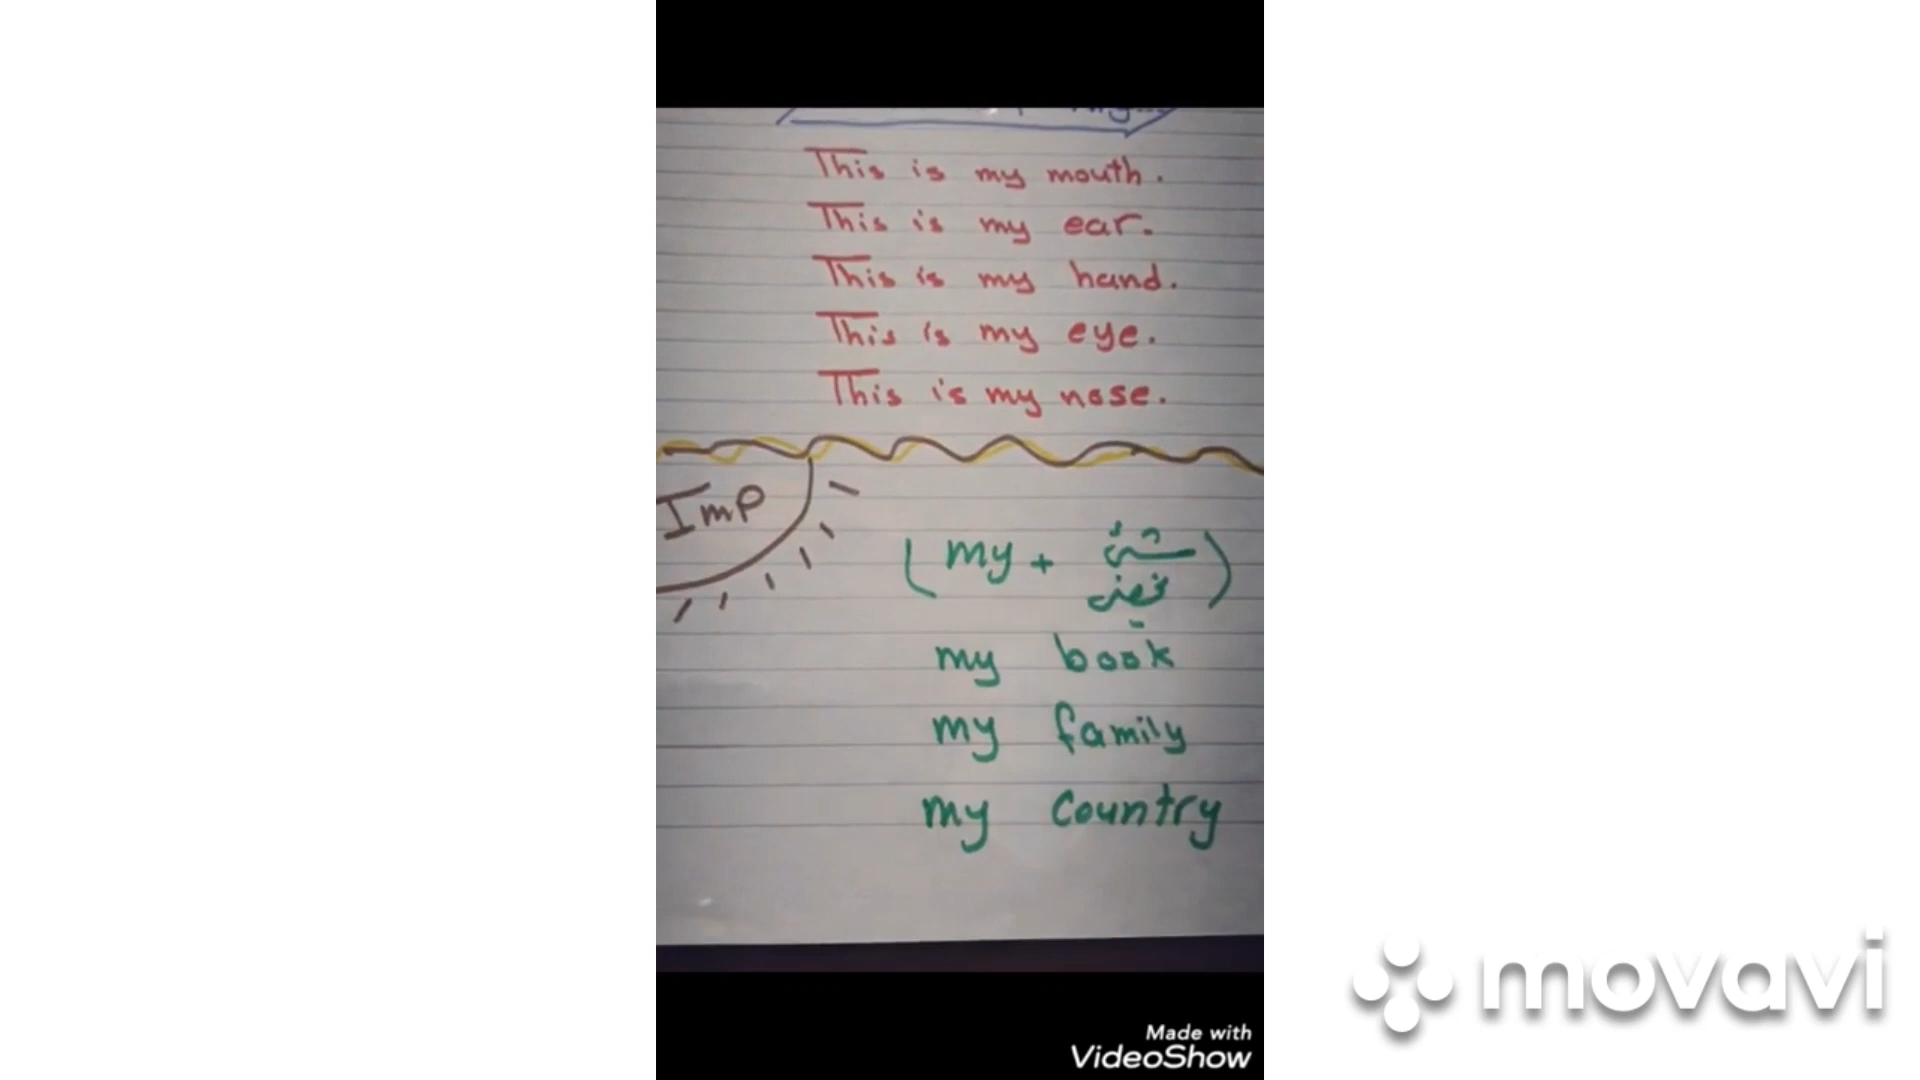 This is my mouth.
This is my ear.
This is my hand.
This is my eye.
This is my nose.
Imp
(my + شئ
يخصنى)
my book
my family
my country
movavi
Made with
VideoShow